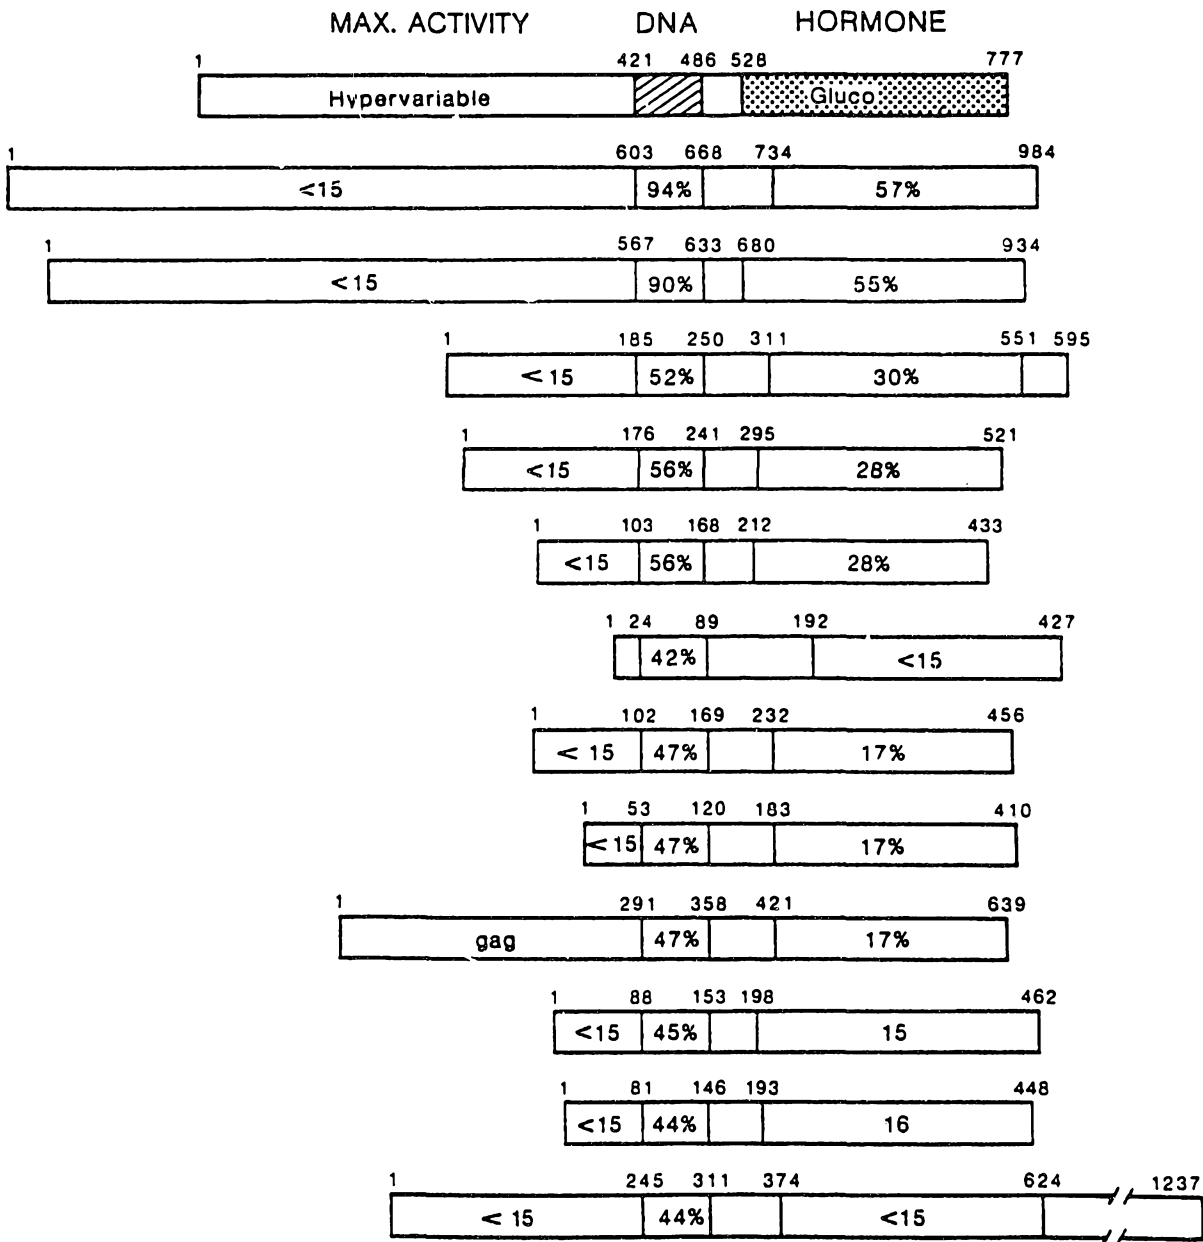 MAX. ACTIVITY DNA HORMONE
1 421 486 528 777
Hypervariable Gluco
1 603 668 734 984
<15 94% 57%
1 567 633 680 934
<15 90% 55%
1 185 250 311 551 595
<15 52% 30%
1 176 241 295 521
<15 56% 28%
1 103 168 212 433
<15 56% 28%
1 24 89 192 427
42% <15
1 102 169 232 456
<15 47% 17%
1 53 120 183 410
<15 47% 17%
1 291 358 421 639
gag 47% 17%
1 88 153 198 462
<15 45% 15
1 81 146 193 448
<15 44% 16
1 245 311 374 624 1237
<15 44% <15